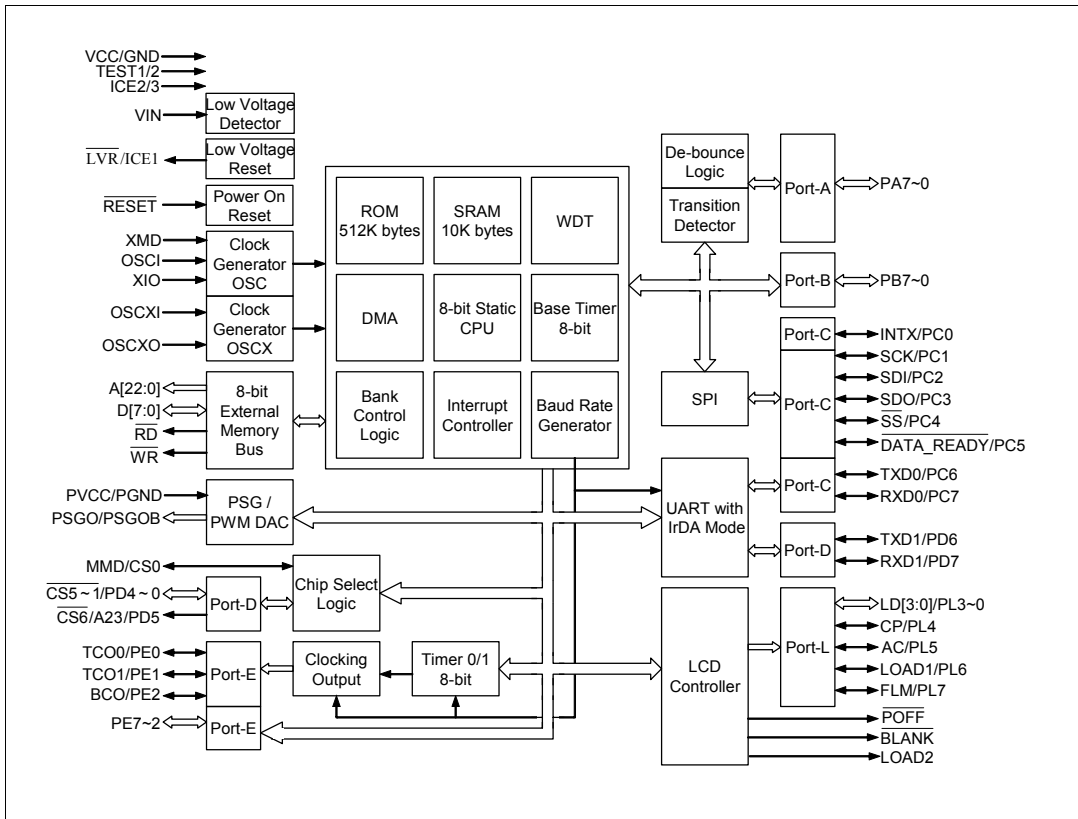 VCC/GND
TEST1/2
ICE2/3
VIN
Low Voltage
Detector
LVR/ICE1
Low Voltage
Reset
RESET
Power On
Reset
XMD
OSCI
XIO
Clock
Generator
OSC
OSCXI
OSCXO
Clock
Generator
OSCX
A[22:0]
D[7:0]
RD
WR
8-bit
External
Memory
Bus
PVCC/PGND
PSGO/PSGOB
PSG /
PWM DAC
MMD/CS0
CS5~1/PD4~0
CS6/A23/PD5
Port-D
Chip Select
Logic
TCO0/PE0
TCO1/PE1
BCO/PE2
PE7~2
Port-E
Port-E
Clocking
Output
Timer 0/1
8-bit
ROM
512K bytes
SRAM
10K bytes
WDT
DMA
8-bit Static
CPU
Base Timer
8-bit
Bank
Control
Logic
Interrupt
Controller
Baud Rate
Generator
De-bounce
Logic
Transition
Detector
Port-A
PA7~0
Port-B
PB7~0
SPI
Port-C
INTX/PC0
Port-C
SCK/PC1
SDI/PC2
SDO/PC3
SS/PC4
DATA_READY/PC5
UART with
IrDA Mode
Port-C
TXD0/PC6
RXD0/PC7
Port-D
TXD1/PD6
RXD1/PD7
LCD
Controller
Port-L
LD[3:0]/PL3~0
CP/PL4
AC/PL5
LOAD1/PL6
FLM/PL7
POFF
BLANK
LOAD2